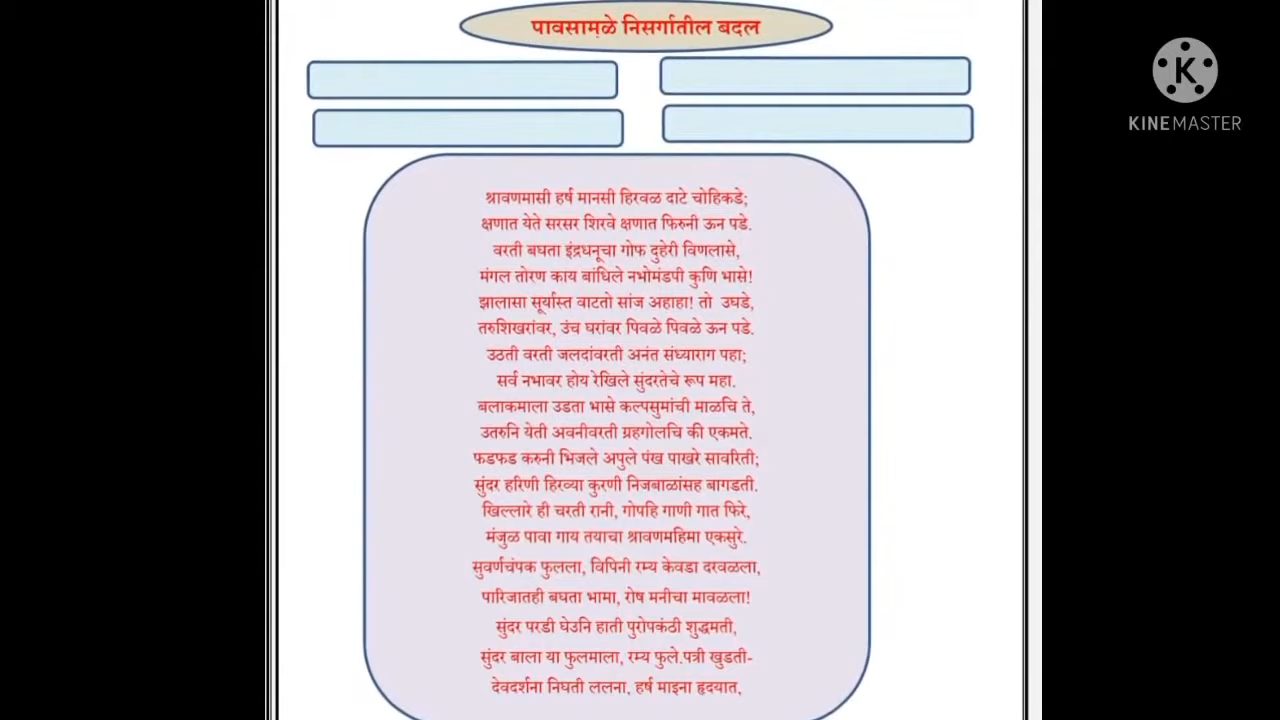 पावसामळे निसर्गातील बदल
KINEMASTER
श्रावणमासी हर्ष मानसी हिरवळ दाटे चोहिकडे;
क्षणात येते सरसर शिरवे क्षणात फिरुनी ऊन पडे.
वरती बघता इंद्रधनूचा गोफ दुहेरी विणलासे,
मंगल तोरण काय बांधिले नभोमंडपी कुणि भासे!
झालासा सूर्यास्त वाटतो सांज अहाहा! तो उघडे,
तरुशिखरांवर, उंच घरांवर पिवळे पिवळे ऊन पडे.
उठती वरती जलदांवरती अनंत संध्याराग पहा;
सर्व नभावर होय रेखिले सुंदरतेचे रूप महा.
बलाकमाला उडता भासे कल्पसुमांची माळचि ते,
उतरुनि येती अवनीवरती ग्रहगोलचि की एकमते.
फडफड करुनी भिजले अपुले पंख पाखरे सावरिती;
सुंदर हरिणी हिरव्या कुरणी निजबाळांसह बागडती.
खिल्लारे ही चरती रानी, गोपहि गाणी गात फिरे,
मंजुळ पावा गाय तयाचा श्रावणमहिमा एकसुरे.
सुवर्णचंपक फुलला, विपिनी रम्य केवडा दरवळला,
पारिजातही बघता भामा, रोष मनीचा मावळला!
सुंदर परडी घेउनि हाती पुरोपकंठी शुद्धमती,
सुंदर बाला या फुलमाला, रम्य फुले.पत्री खुडती-
देवदर्शना निघती ललना, हर्ष माइना हृदयात,